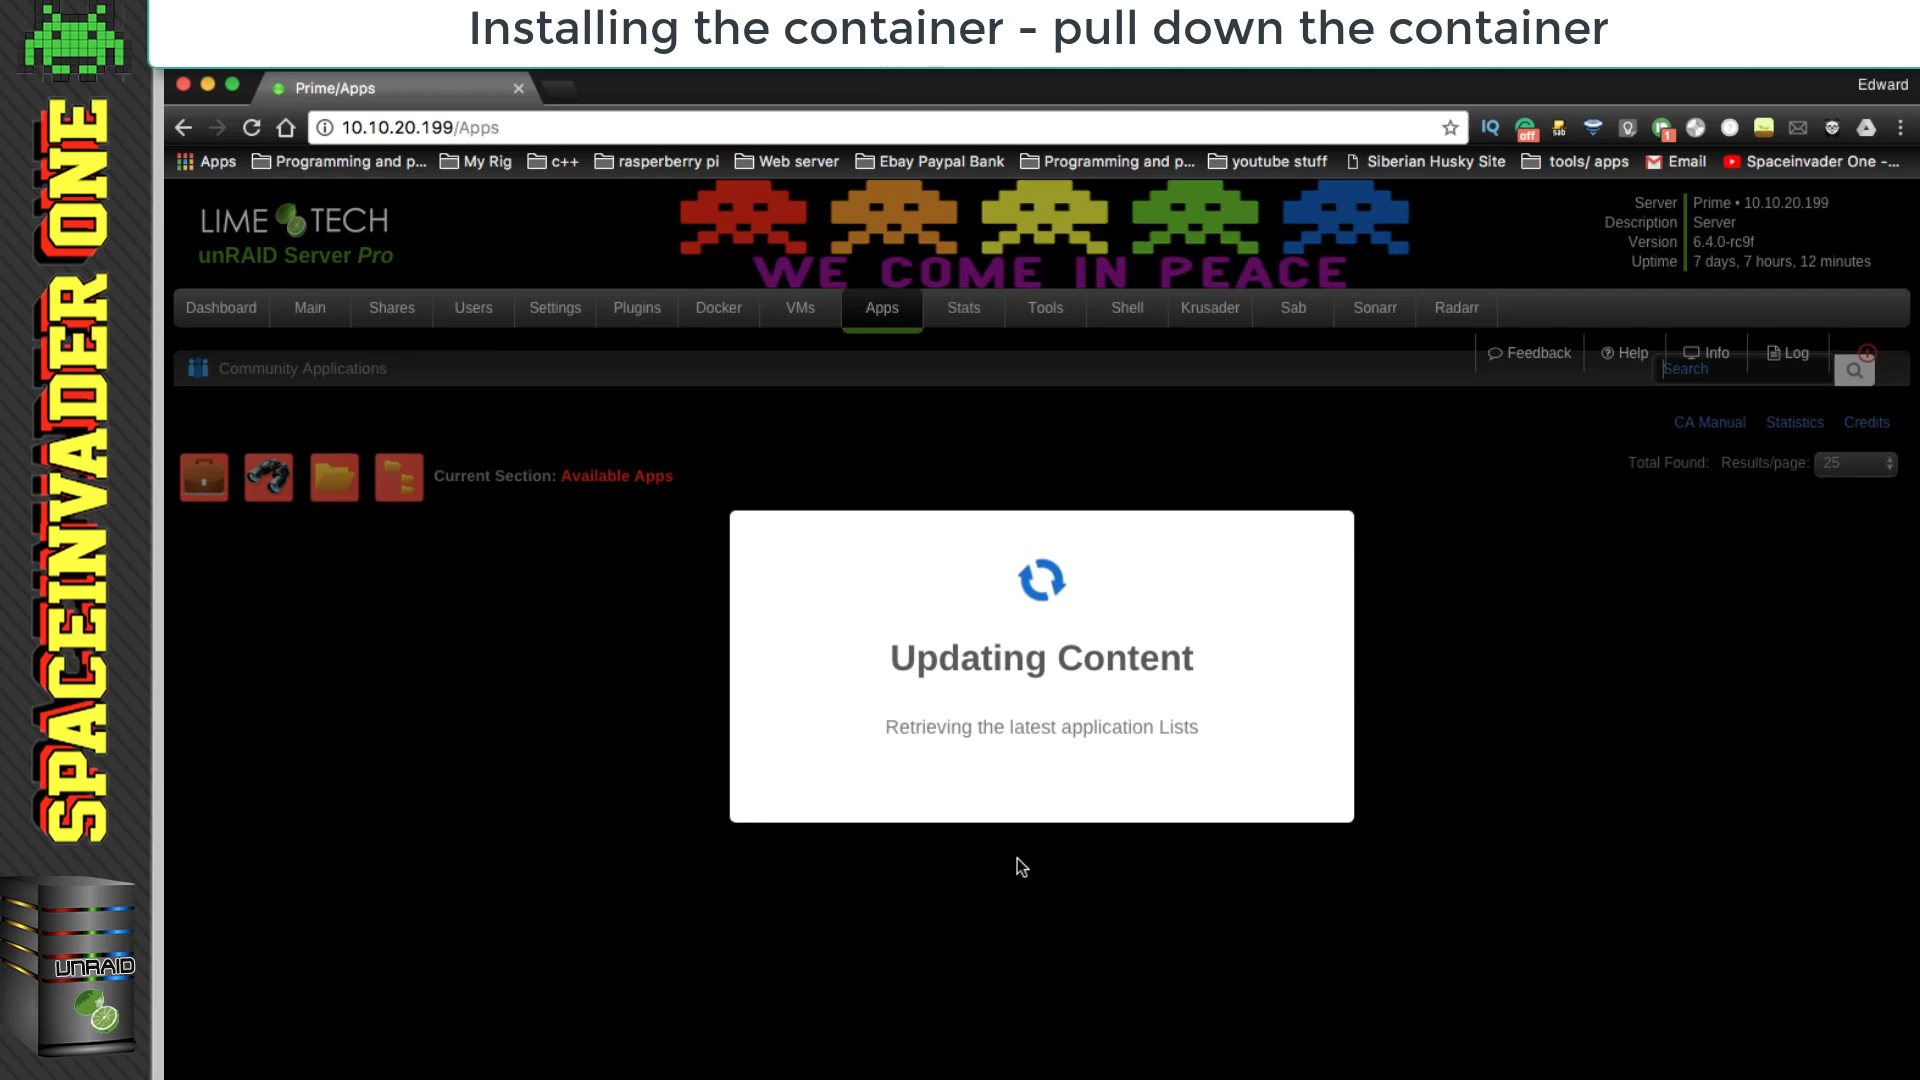 Installing the container - pull down the container
SPACEINVADER ONE
UNRAID
Prime/Apps
Edward
10.10.20.199/Apps
IQ
off
sab
1
Apps
Programming and p...
My Rig
c++
rasperberry pi
Web server
Ebay Paypal Bank
Programming and p...
youtube stuff
Siberian Husky Site
tools/ apps
Email
Spaceinvader One -...
LIME TECH
unRAID Server Pro
WE COME IN PEACE
Server Prime • 10.10.20.199
Description Server
Version 6.4.0-rc9f
Uptime 7 days, 7 hours, 12 minutes
Dashboard Main Shares Users Settings Plugins Docker VMs Apps Stats Tools Shell Krusader Sab Sonarr Radarr
Feedback Help Info Log
Community Applications
Search
CA Manual Statistics Credits
Current Section: Available Apps
Total Found: Results/page: 25
Updating Content
Retrieving the latest application Lists